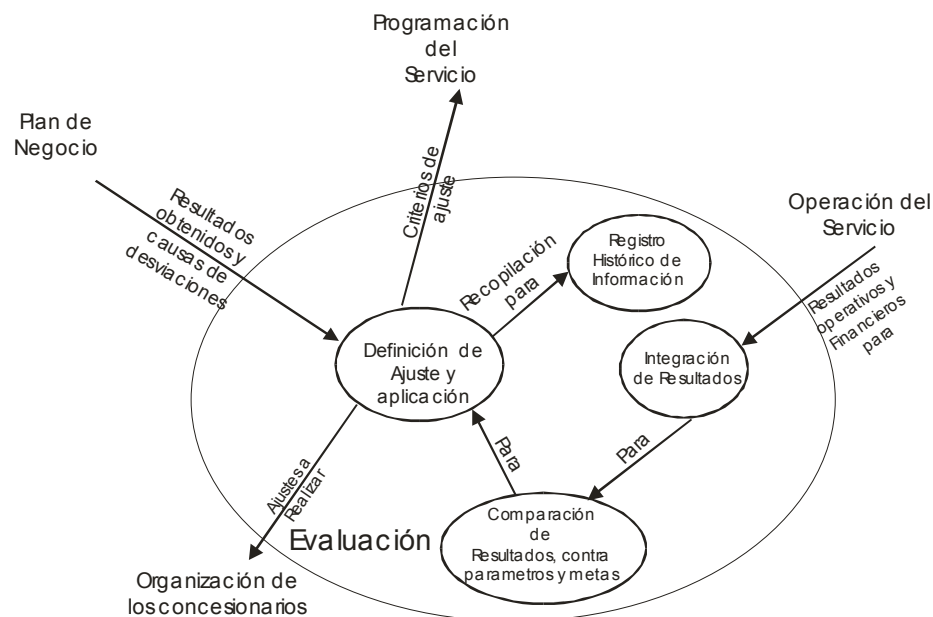 Programación
del
Servicio
Plan de
Negocio
Criterios de
ajuste
Resultados
obtenidos y
causas de
desviaciones
Operación del
Servicio
Registro
Histórico de
Información
Recopilación
para
Resultados
operativos y
Financieros
para
Definición de
Ajuste y
aplicación
Integración
de Resultados
Para
Para
Ajustes a
Realizar
Comparación
de
Resultados, contra
parametros y metas
Evaluación
Organización de
los concesionarios